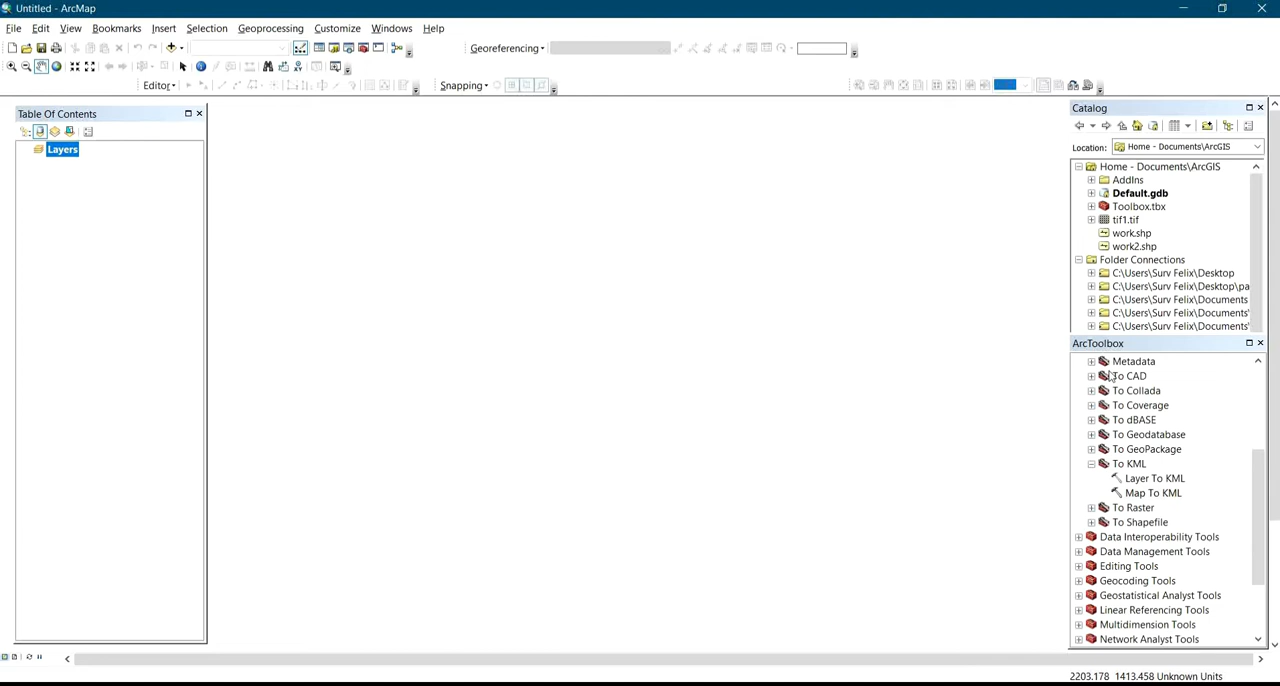 Untitled - ArcMap
File Edit View Bookmarks Insert Selection Geoprocessing Customize Windows Help
Georeferencing
Editor
Snapping
Table Of Contents
Layers
Catalog
Location: Home - Documents\ArcGIS
Home - Documents\ArcGIS
AddIns
Default.gdb
Toolbox.tbx
tif1.tif
work.shp
work2.shp
Folder Connections
C:\Users\Surv Felix\Desktop
C:\Users\Surv Felix\Desktop\pa
C:\Users\Surv Felix\Documents
C:\Users\Surv Felix\Documents'
C:\Users\Surv Felix\Documents'
ArcToolbox
Metadata
To CAD
To Collada
To Coverage
To dBASE
To Geodatabase
To GeoPackage
To KML
Layer To KML
Map To KML
To Raster
To Shapefile
Data Interoperability Tools
Data Management Tools
Editing Tools
Geocoding Tools
Geostatistical Analyst Tools
Linear Referencing Tools
Multidimension Tools
Network Analyst Tools
2203.178 1413.458 Unknown Units